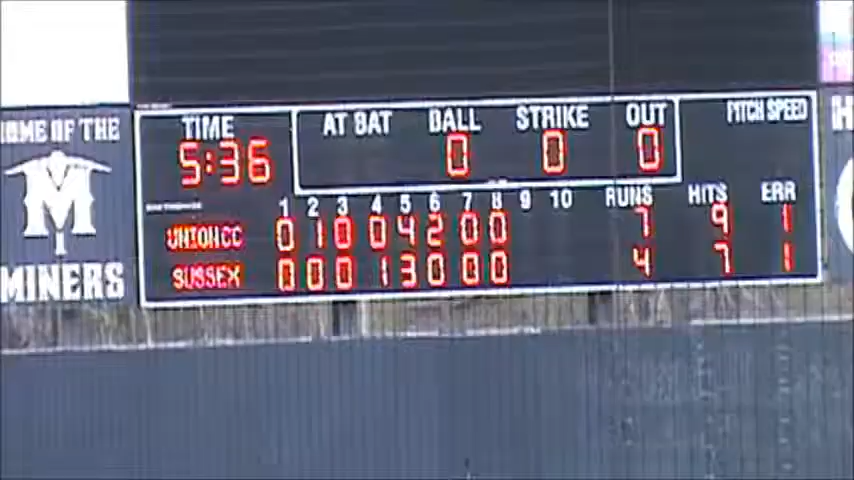 HOME OF THE
M
MINERS
TIME
5:36
AT BAT BALL STRIKE OUT
0 0 0
PITCH SPEED
1 2 3 4 5 6 7 8 9 10 RUNS HITS ERR
UNIONCC 0 1 0 0 4 2 0 0 7 9 1
SUSSEX 0 0 0 1 3 0 0 0 4 7 1
H